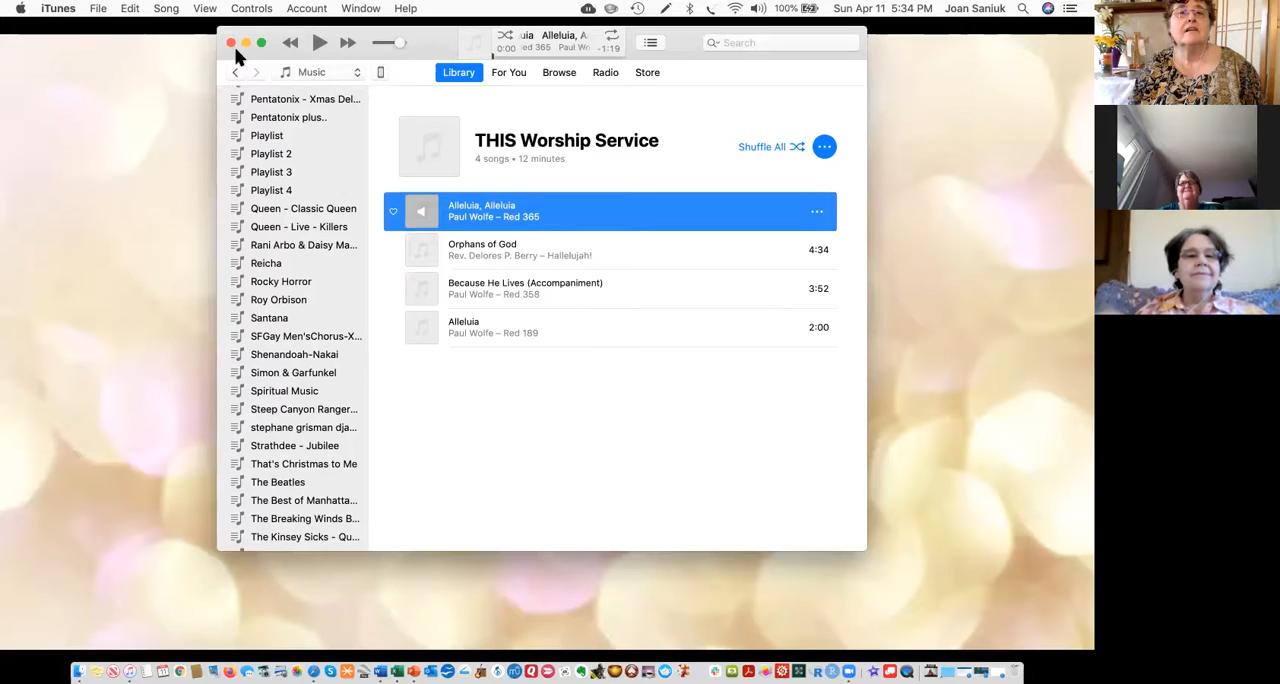 iTunes File Edit Song View Controls Account Window Help 100% Sun Apr 11 5:34 PM Joan Saniuk
uia Alleluia, A
0:00 ed 365 Paul Wo -1:19
Search
Music
Library For You Browse Radio Store
Pentatonix - Xmas Del...
Pentatonix plus..
Playlist
Playlist 2
Playlist 3
Playlist 4
Queen - Classic Queen
Queen - Live - Killers
Rani Arbo & Daisy Ma...
Reicha
Rocky Horror
Roy Orbison
Santana
SFGay Men'sChorus-X...
Shenandoah-Nakai
Simon & Garfunkel
Spiritual Music
Steep Canyon Ranger...
stephane grisman dja...
Strathdee - Jubilee
That's Christmas to Me
The Beatles
The Best of Manhatta...
The Breaking Winds B...
The Kinsey Sicks - Qu...
THIS Worship Service
4 songs • 12 minutes
Shuffle All
Alleluia, Alleluia
Paul Wolfe – Red 365
Orphans of God
Rev. Delores P. Berry – Hallelujah!
4:34
Because He Lives (Accompaniment)
Paul Wolfe – Red 358
3:52
Alleluia
Paul Wolfe – Red 189
2:00